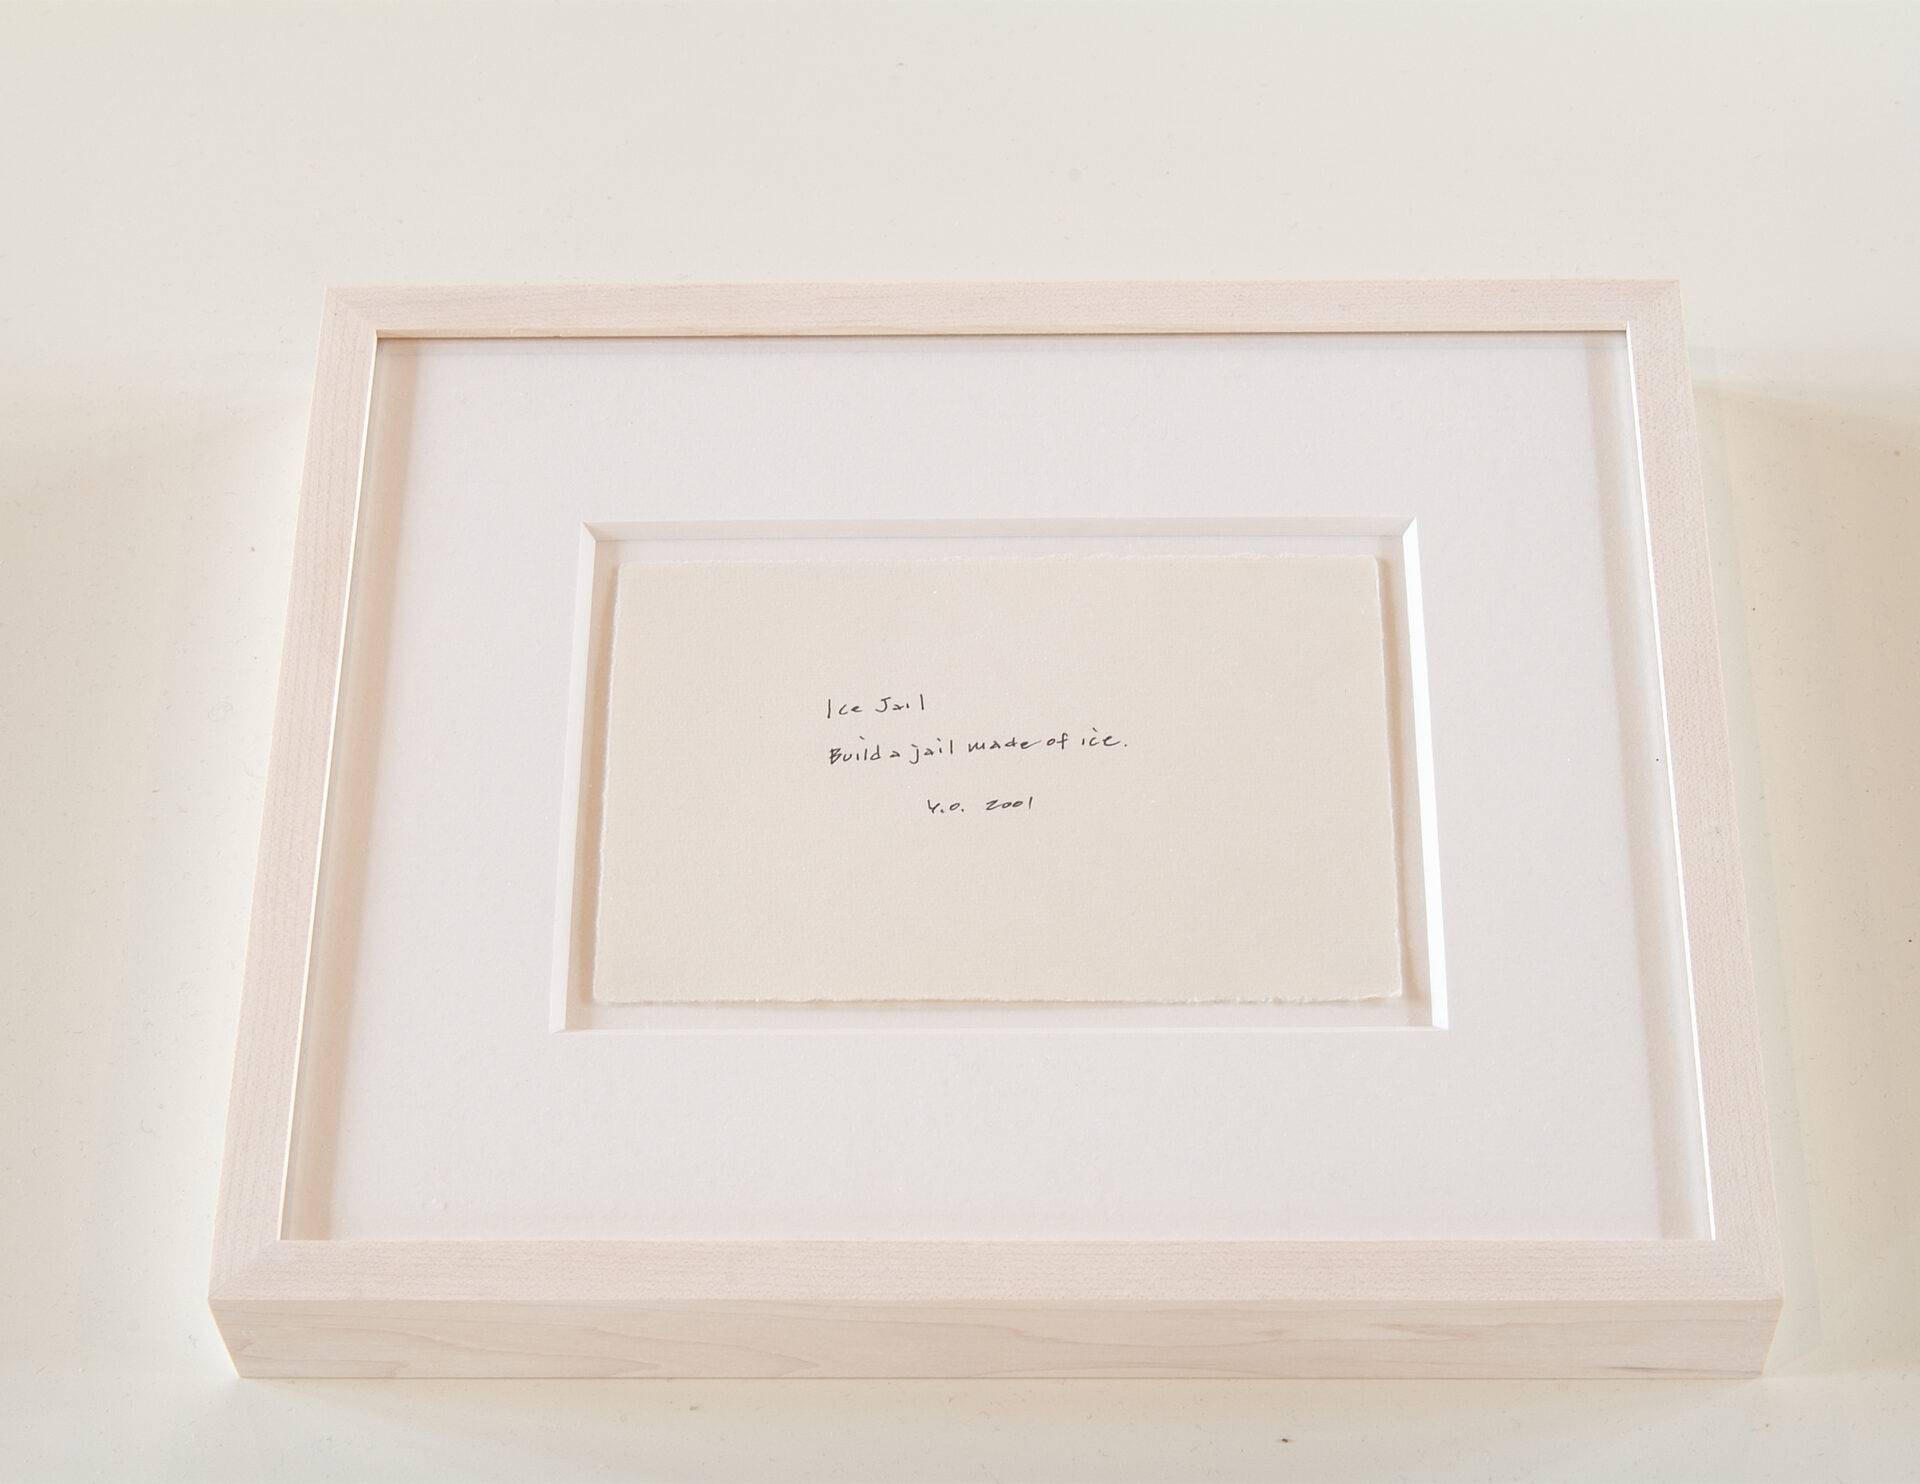 Ice Jail
Build a jail made of ice.
Y.O. 2001